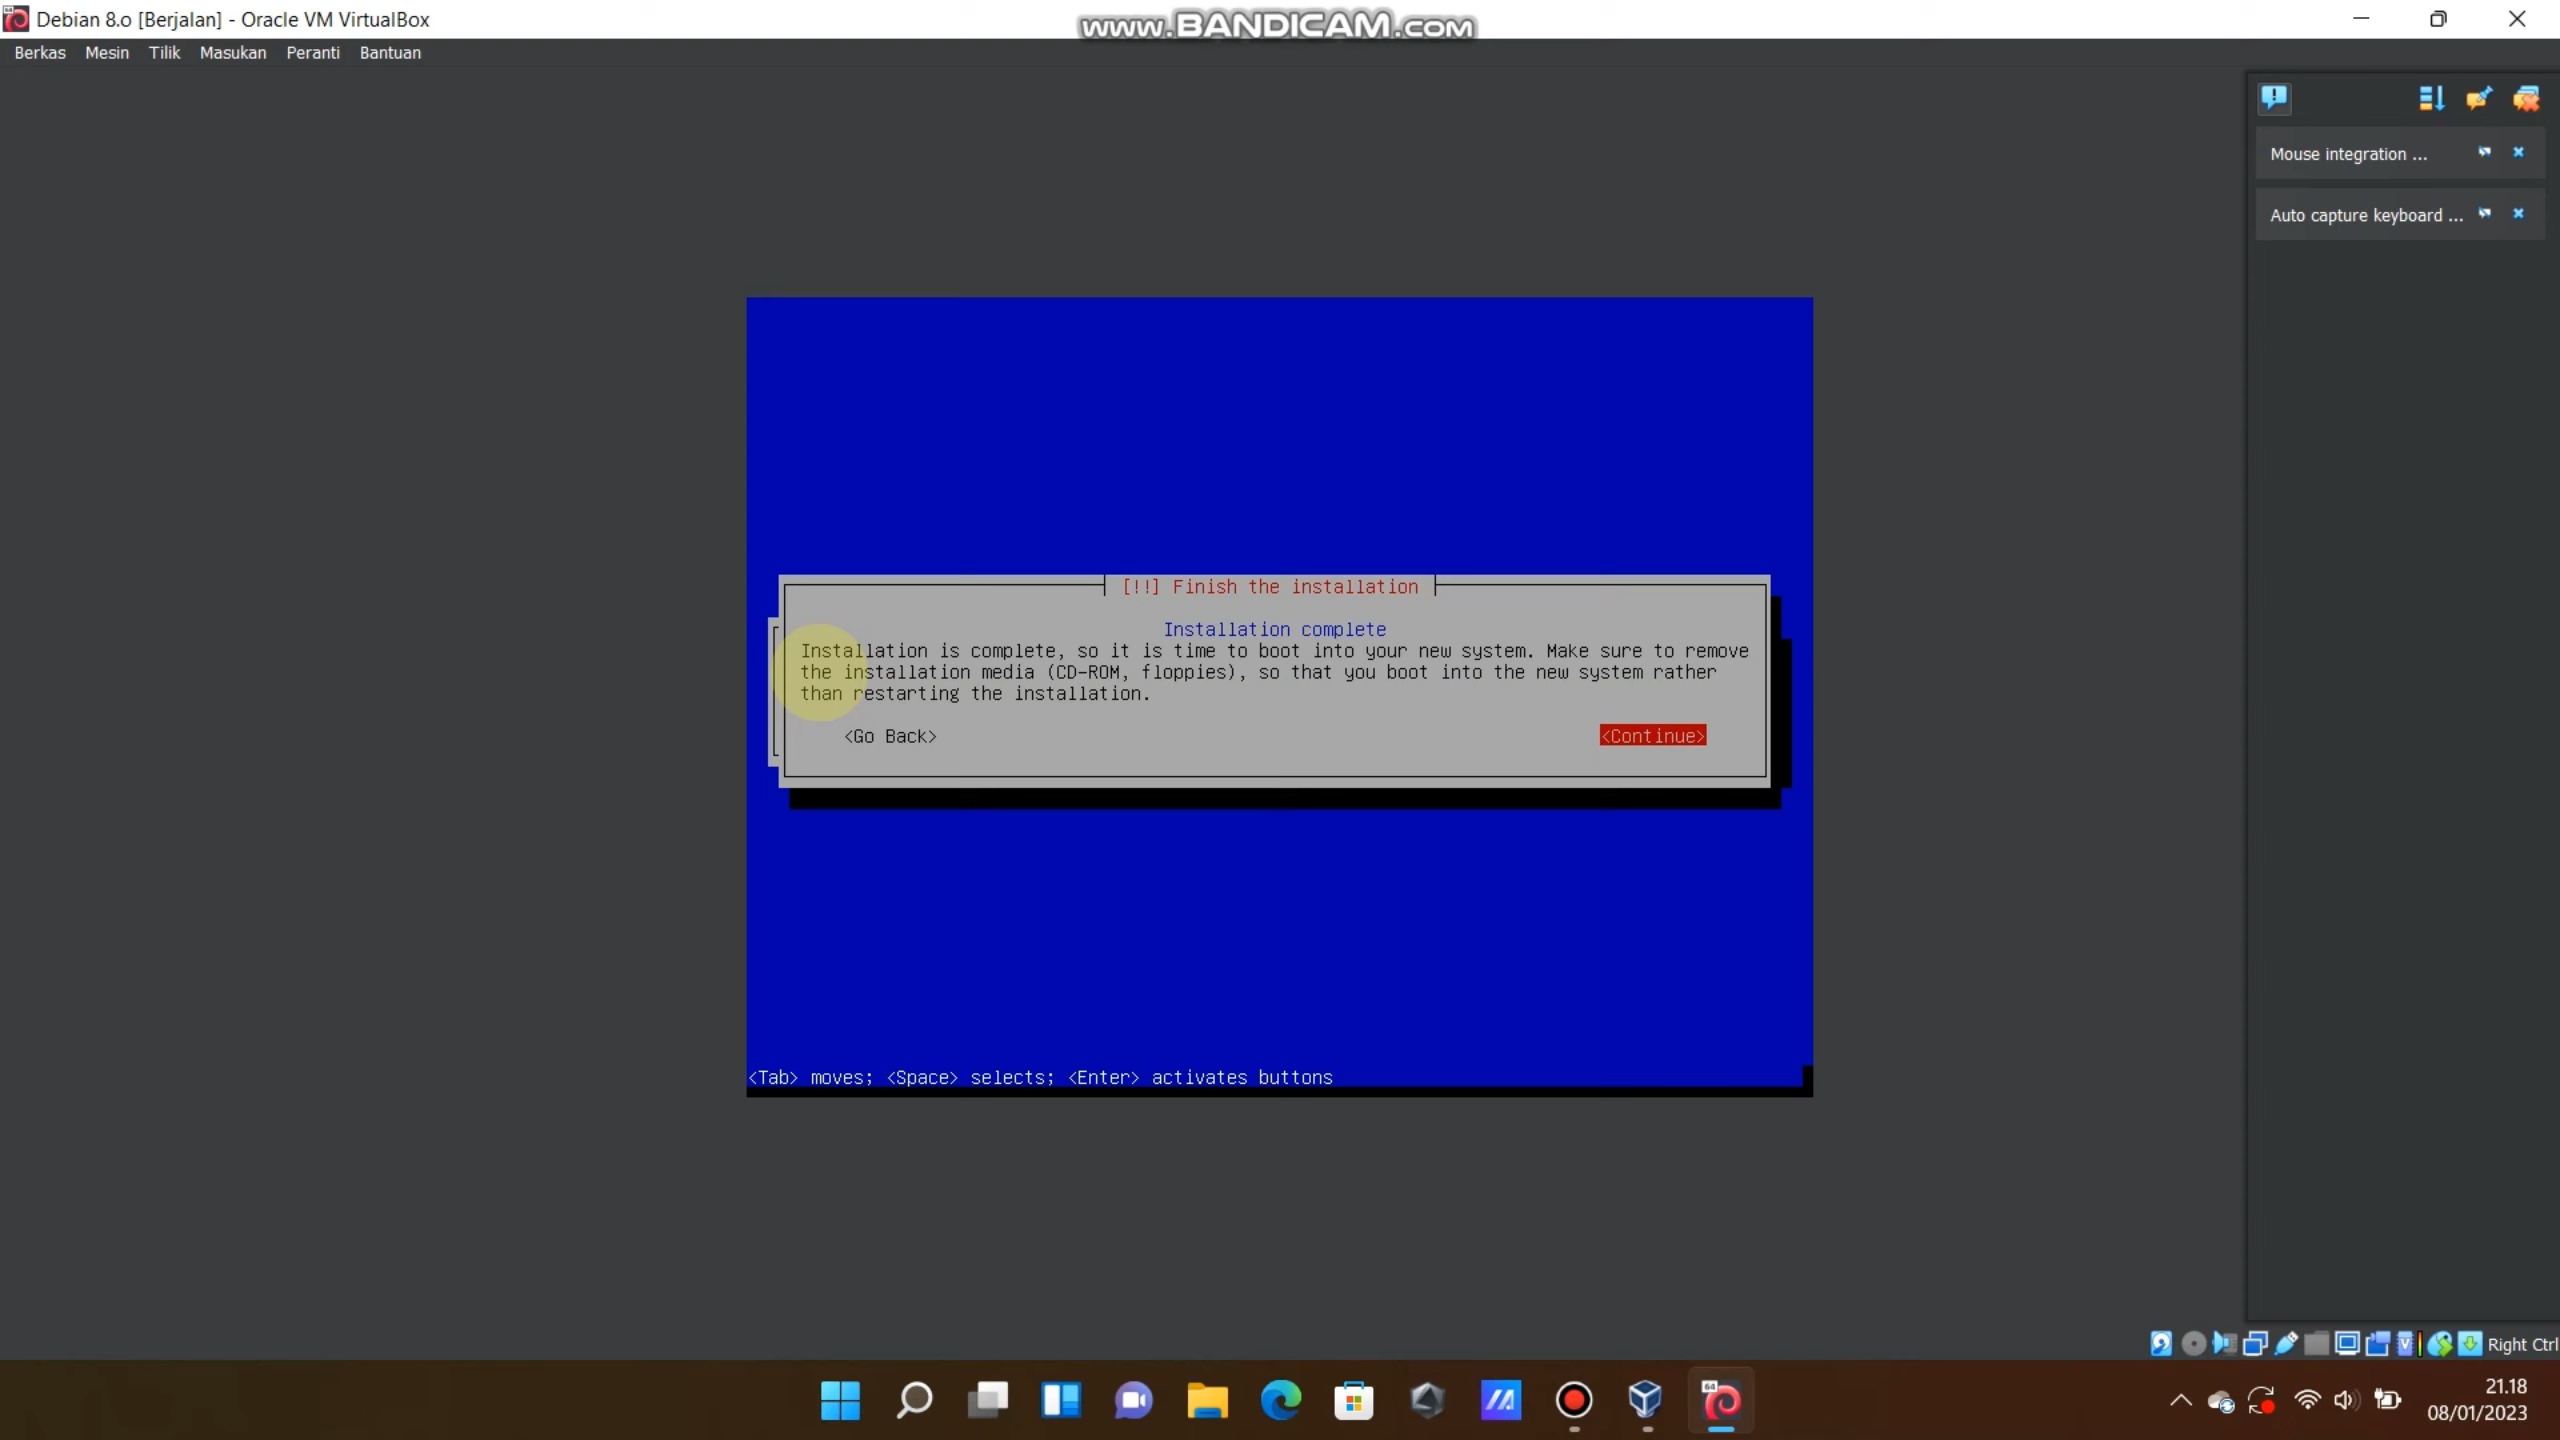 Debian 8.o [Berjalan] - Oracle VM VirtualBox
www.BANDICAM.com
Berkas Mesin Tilik Masukan Peranti Bantuan
Mouse integration ...
Auto capture keyboard ...
[!!] Finish the installation
Installation complete
Installation is complete, so it is time to boot into your new system. Make sure to remove
the installation media (CD-ROM, floppies), so that you boot into the new system rather
than restarting the installation.
<Go Back> <Continue>
<Tab> moves; <Space> selects; <Enter> activates buttons
Right Ctrl
64
21.18
08/01/2023